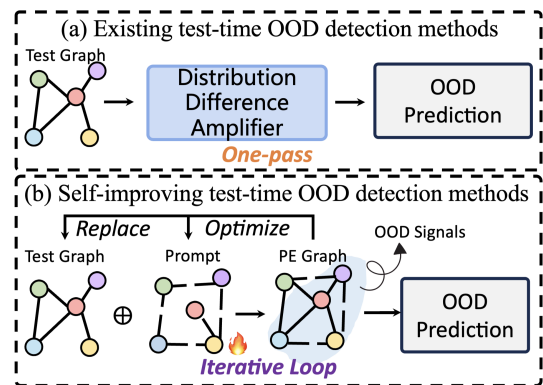 (a) Existing test-time OOD detection methods
Test Graph
Distribution
Difference
Amplifier
One-pass
OOD
Prediction
(b) Self-improving test-time OOD detection methods
Replace
Optimize
OOD Signals
Test Graph
Prompt
PE Graph
OOD
Prediction
Iterative Loop